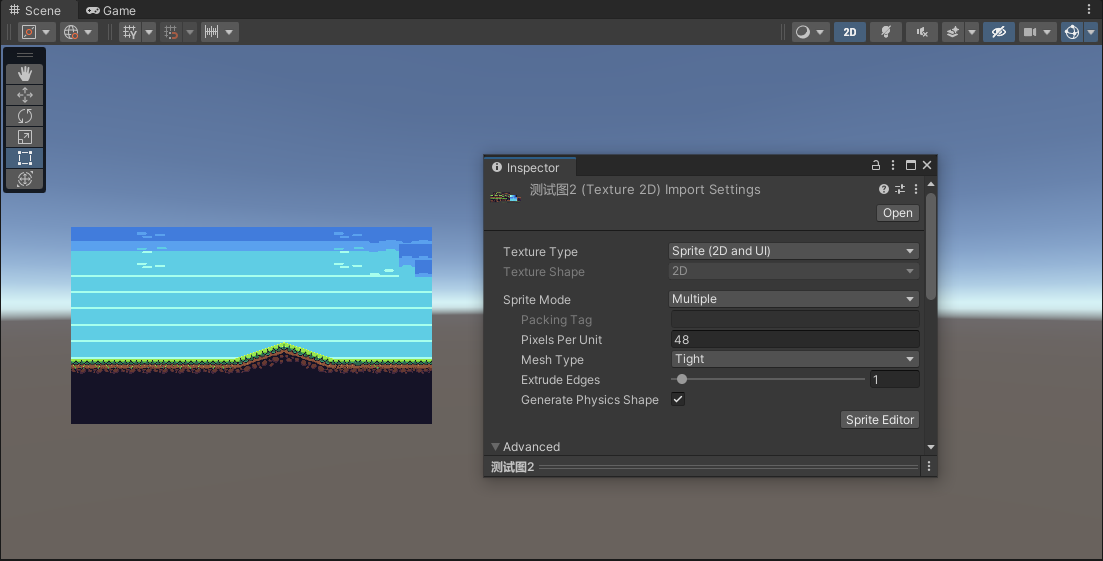 Scene
Game
2D
Inspector
测试图2 (Texture 2D) Import Settings
Open
Texture Type
Sprite (2D and UI)
Texture Shape
2D
Sprite Mode
Multiple
Packing Tag
Pixels Per Unit
48
Mesh Type
Tight
Extrude Edges
1
Generate Physics Shape
Sprite Editor
Advanced
测试图2